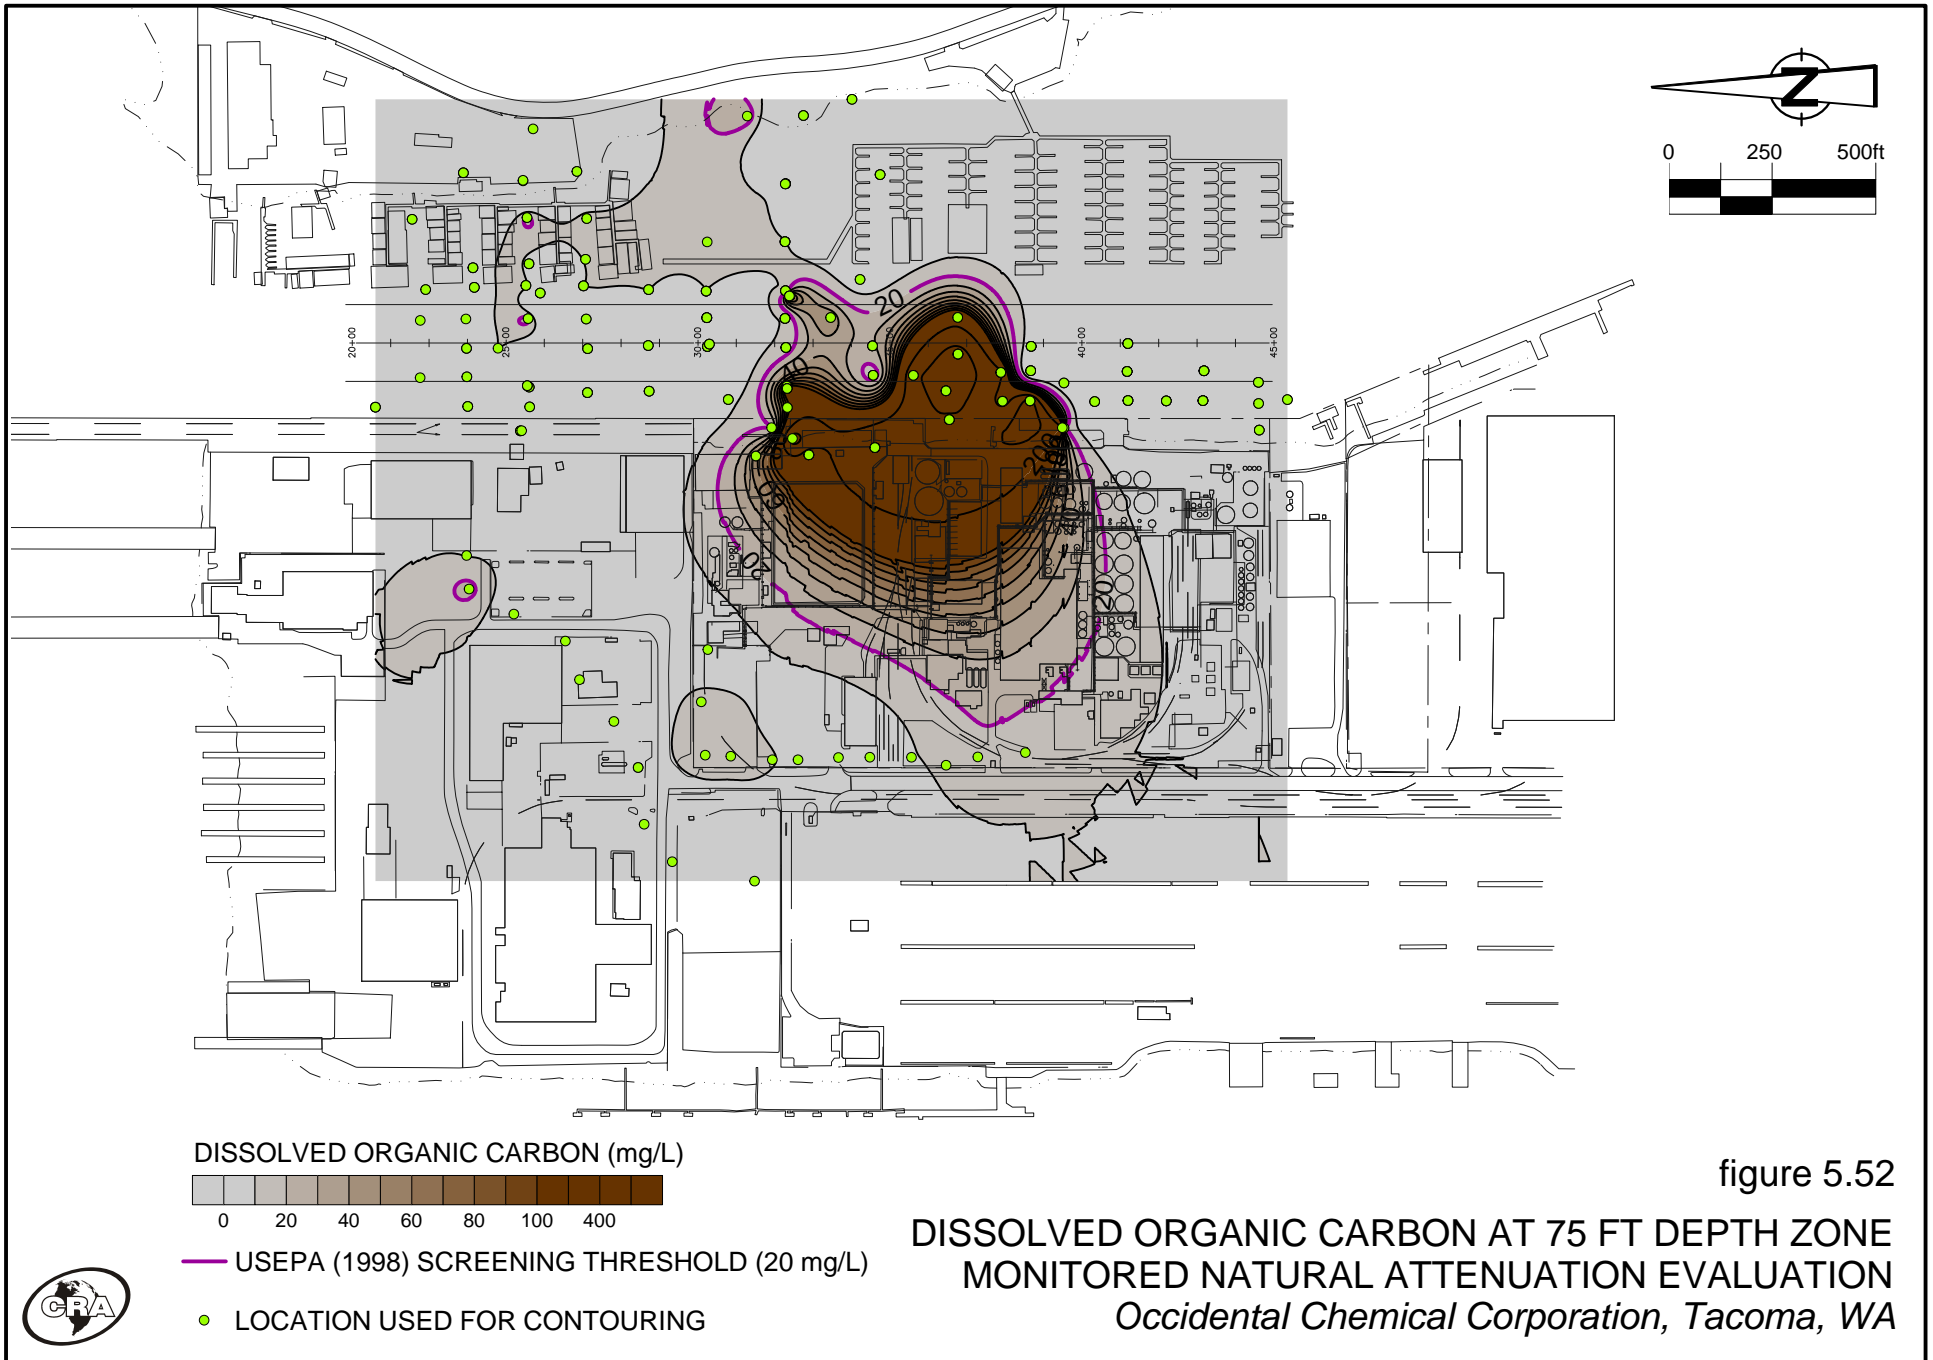 Z
0 250 500ft
20
20+00
25+00
30+00
40+00
45+00
40
20
20
DISSOLVED ORGANIC CARBON (mg/L)
0 20 40 60 80 100 400
USEPA (1998) SCREENING THRESHOLD (20 mg/L)
LOCATION USED FOR CONTOURING
CRA
figure 5.52
DISSOLVED ORGANIC CARBON AT 75 FT DEPTH ZONE
MONITORED NATURAL ATTENUATION EVALUATION
Occidental Chemical Corporation, Tacoma, WA